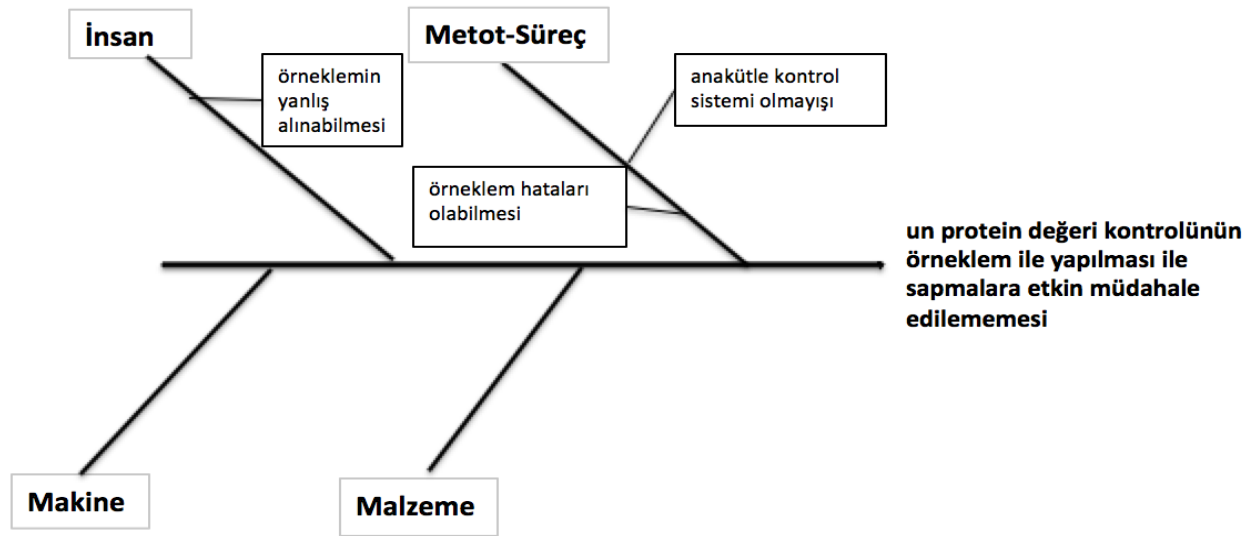 İnsan
Metot-Süreç
örneklemin
yanlış
alınabilmesi
anakütle kontrol
sistemi olmayışı
örneklem hataları
olabilmesi
un protein değeri kontrolünün
örneklem ile yapılması ile
sapmalara etkin müdahale
edilememesi
Makine
Malzeme